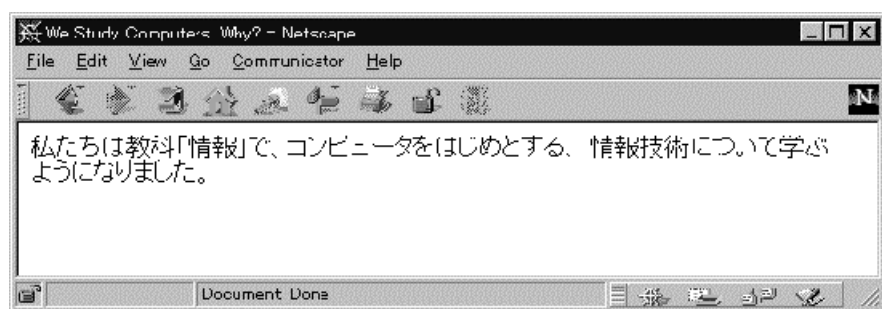 We Study Computers. Why? - Netscape
File Edit View Go Communicator Help
N
私たちは教科「情報」で、コンピュータをはじめとする、情報技術について学ぶ
ようになりました。
Document Done